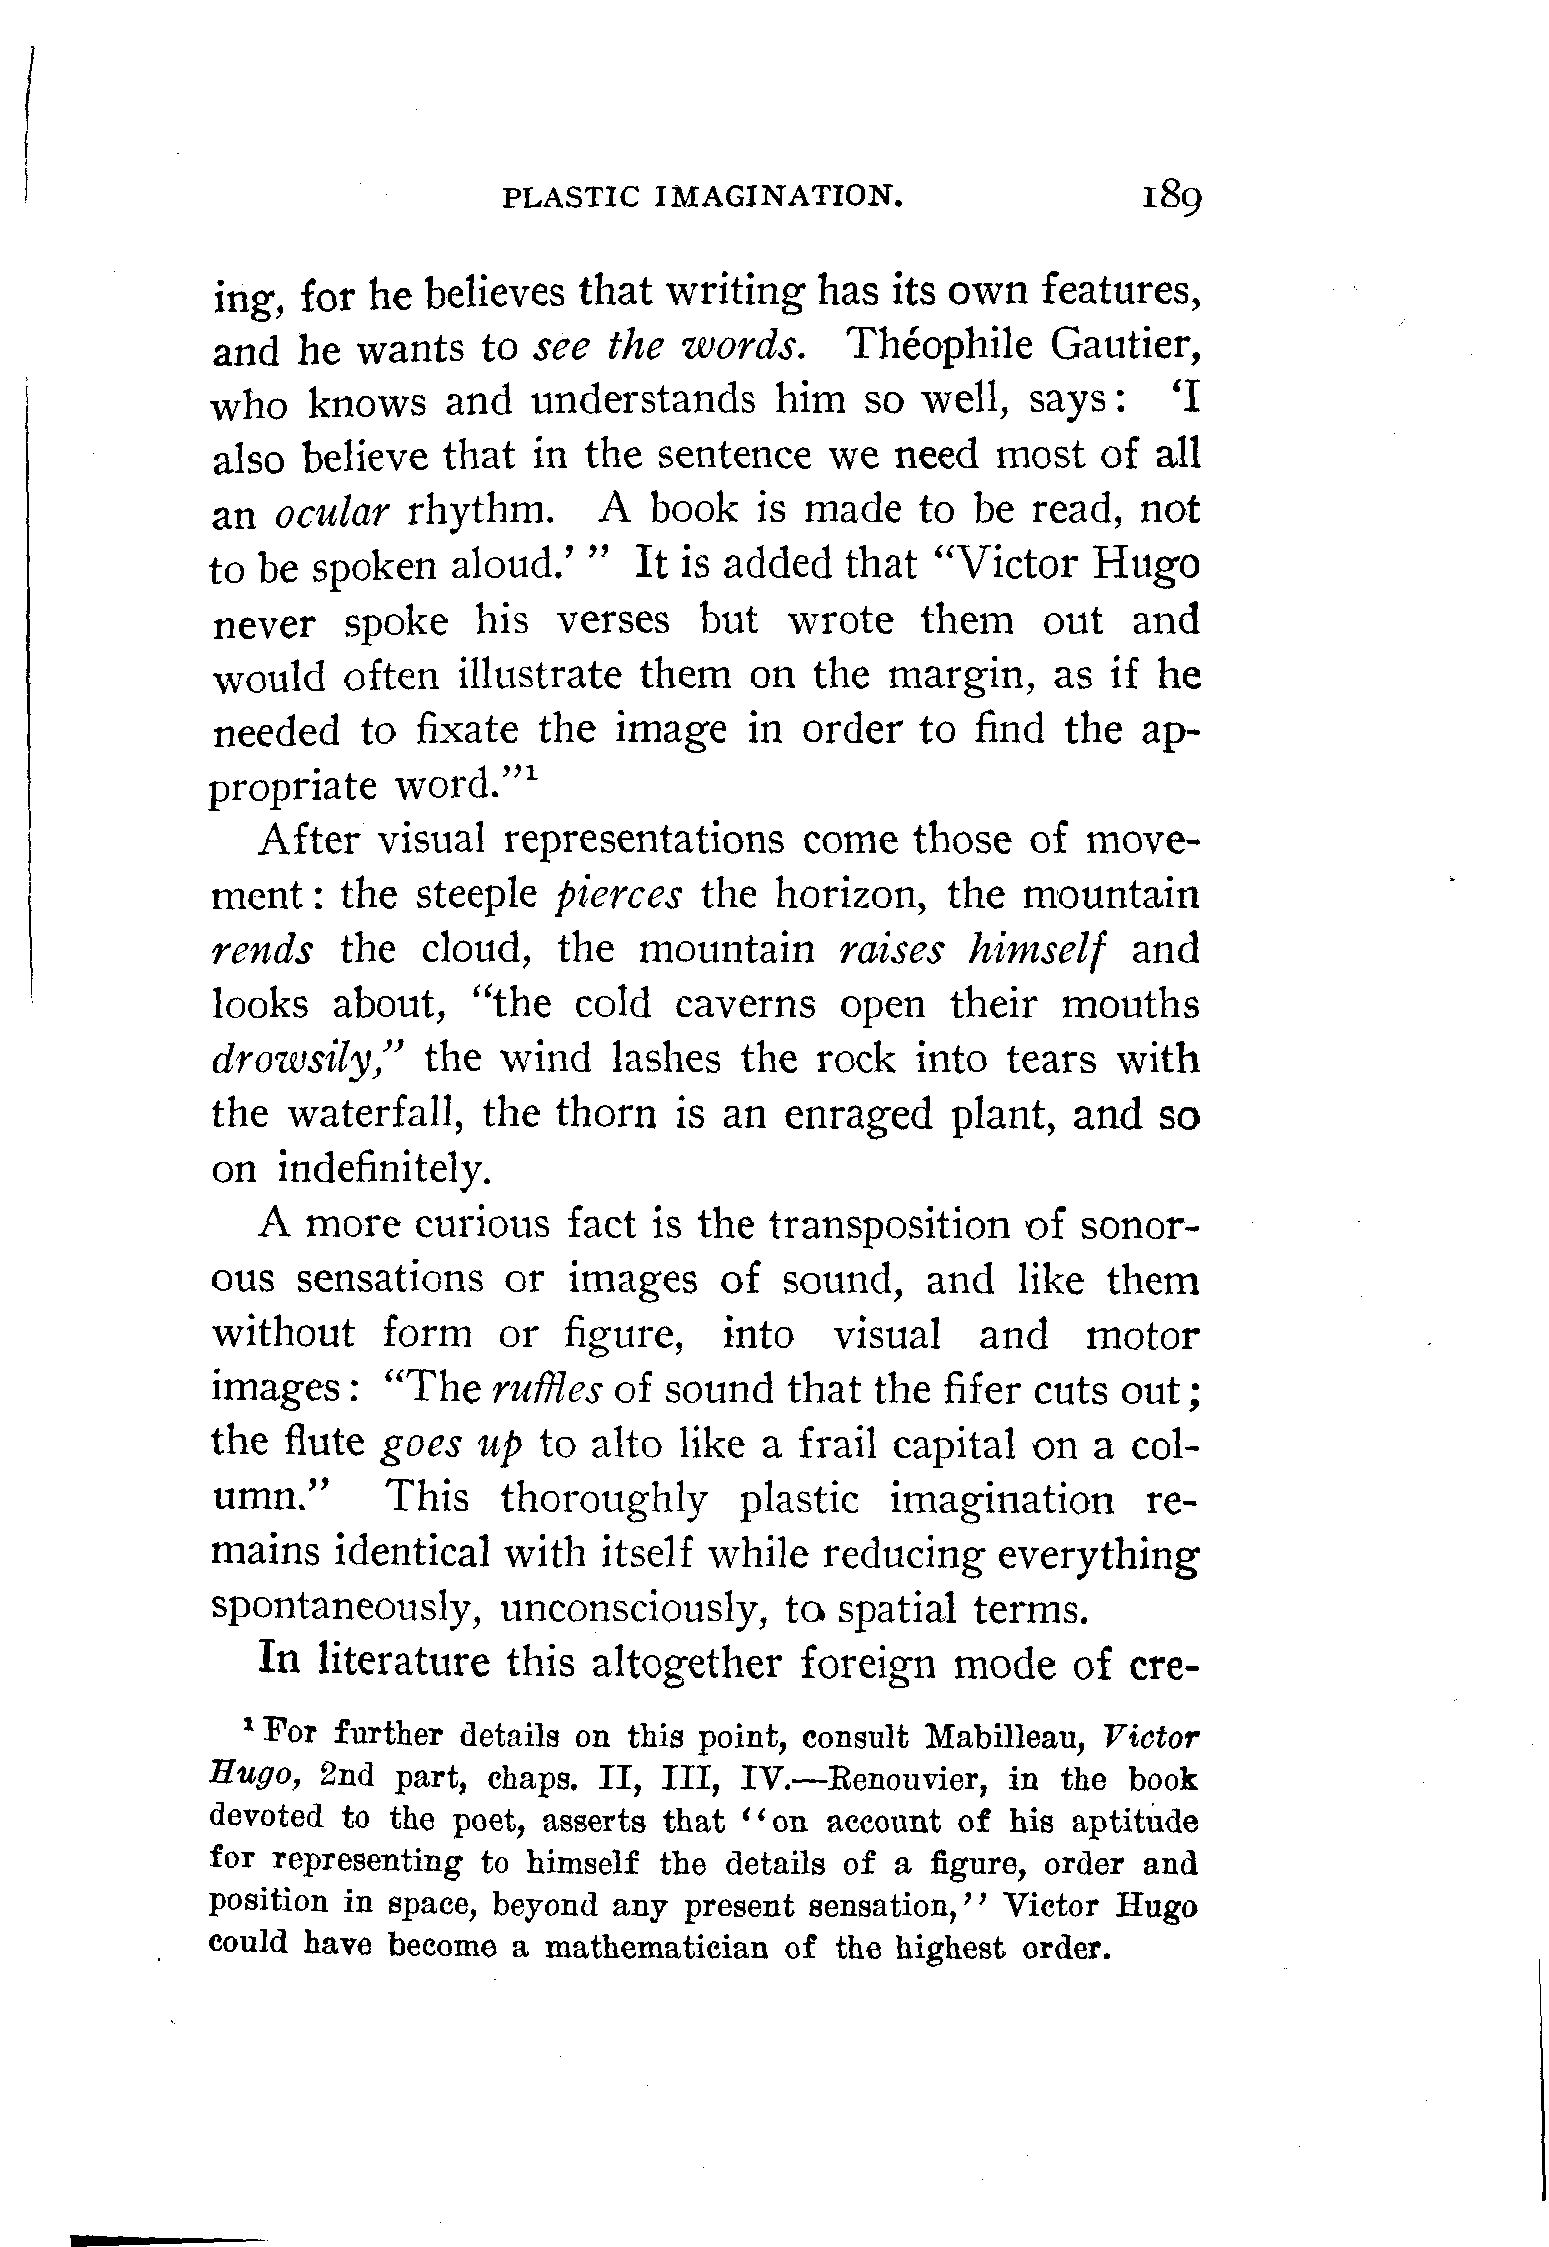 PLASTIC IMAGINATION. 189
ing, for he believes that writing has its own features,
and he wants to see the words. Théophile Gautier,
who knows and understands him so well, says: ‘I
also believe that in the sentence we need most of all
an ocular rhythm. A book is made to be read, not
to be spoken aloud.’ ” It is added that “Victor Hugo
never spoke his verses but wrote them out and
would often illustrate them on the margin, as if he
needed to fixate the image in order to find the ap-
propriate word.”¹
After visual representations come those of move-
ment: the steeple pierces the horizon, the mountain
rends the cloud, the mountain raises himself and
looks about, “the cold caverns open their mouths
drowsily,” the wind lashes the rock into tears with
the waterfall, the thorn is an enraged plant, and so
on indefinitely.
A more curious fact is the transposition of sonor-
ous sensations or images of sound, and like them
without form or figure, into visual and motor
images: “The ruffles of sound that the fifer cuts out;
the flute goes up to alto like a frail capital on a col-
umn.” This thoroughly plastic imagination re-
mains identical with itself while reducing everything
spontaneously, unconsciously, to spatial terms.
In literature this altogether foreign mode of cre-
¹ For further details on this point, consult Mabilleau, Victor
Hugo, 2nd part, chaps. II, III, IV.—Renouvier, in the book
devoted to the poet, asserts that “on account of his aptitude
for representing to himself the details of a figure, order and
position in space, beyond any present sensation,” Victor Hugo
could have become a mathematician of the highest order.